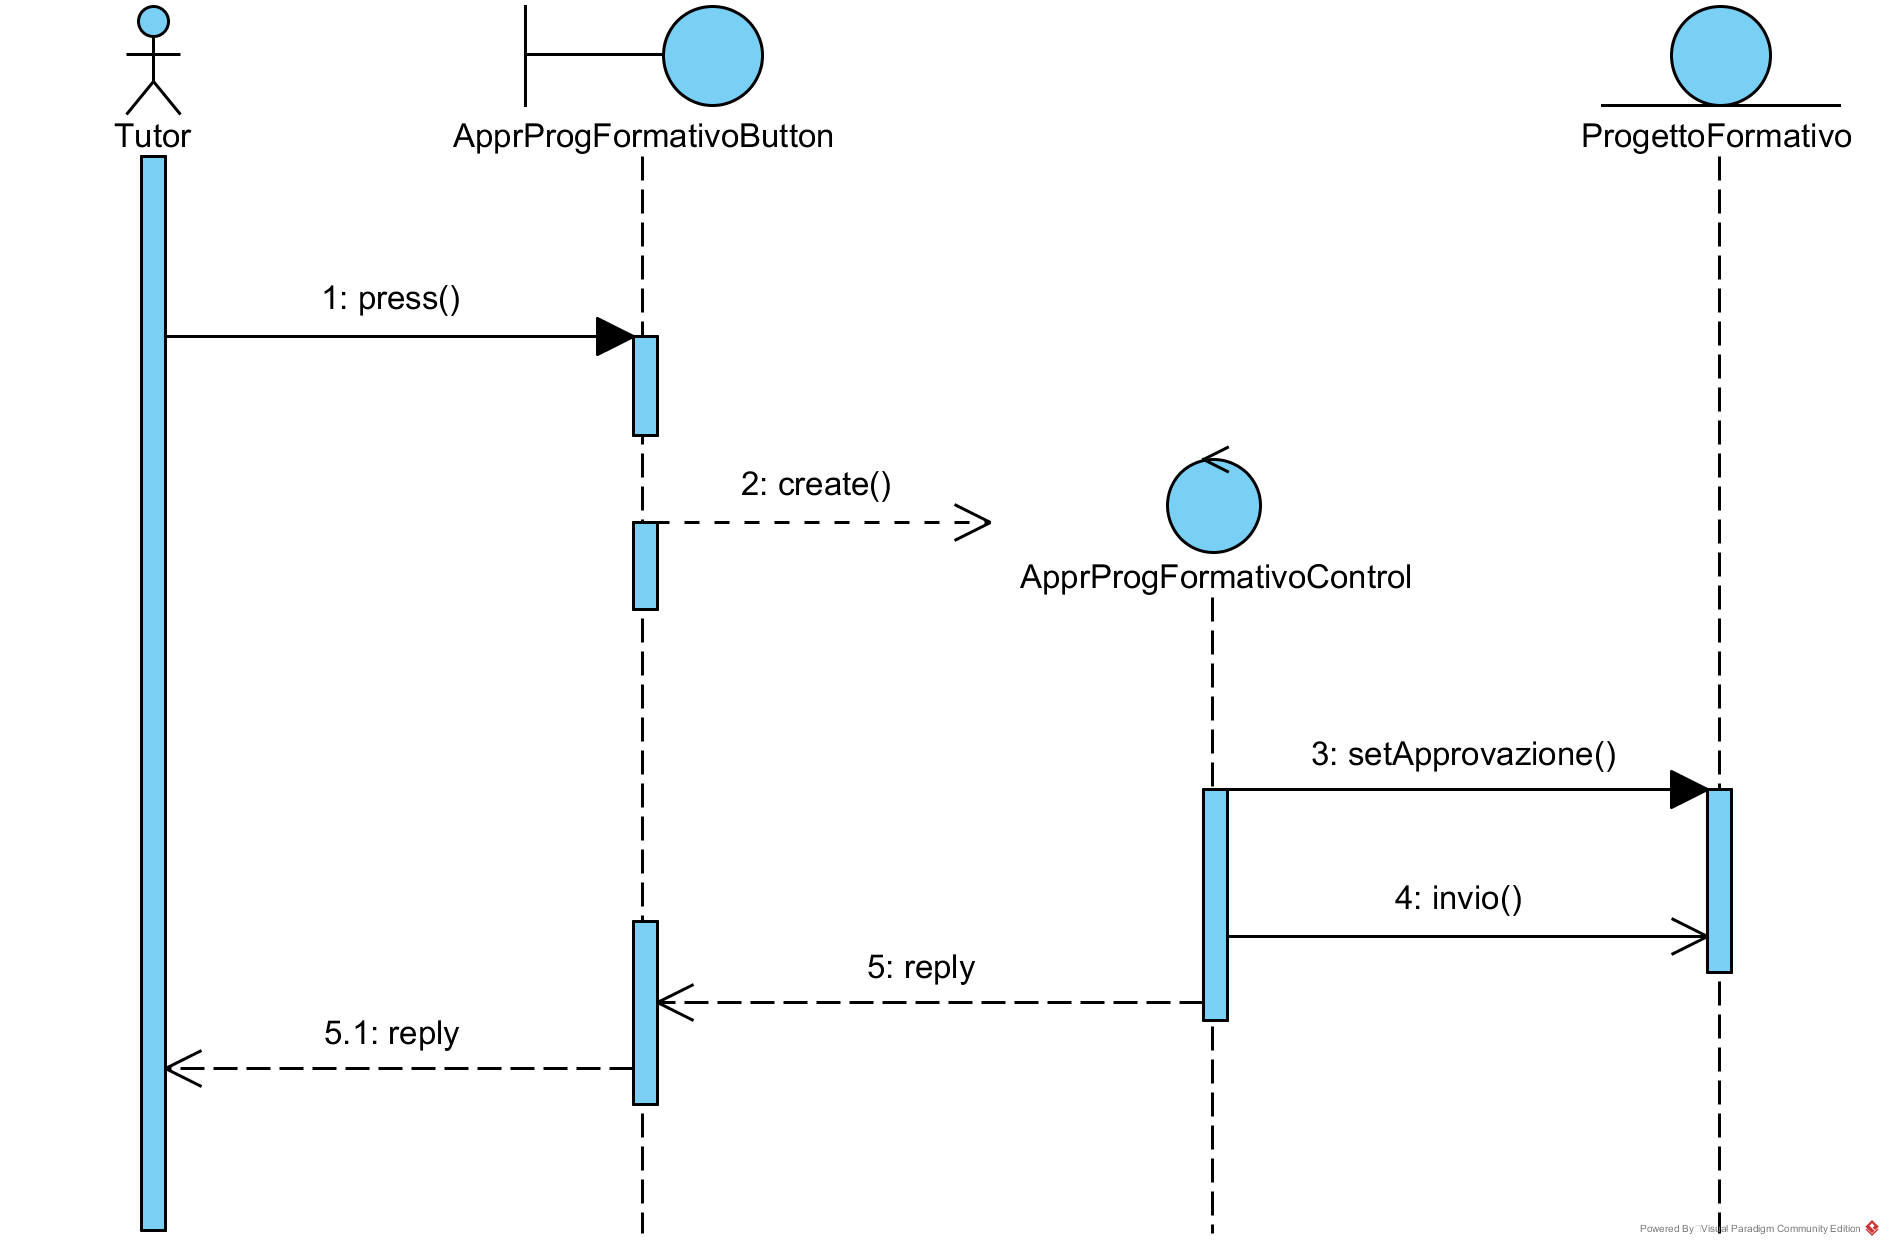 Tutor
ApprProgFormativoButton
ProgettoFormativo
1: press()
2: create()
ApprProgFormativoControl
3: setApprovazione()
4: invio()
5: reply
5.1: reply
Powered By Visual Paradigm Community Edition